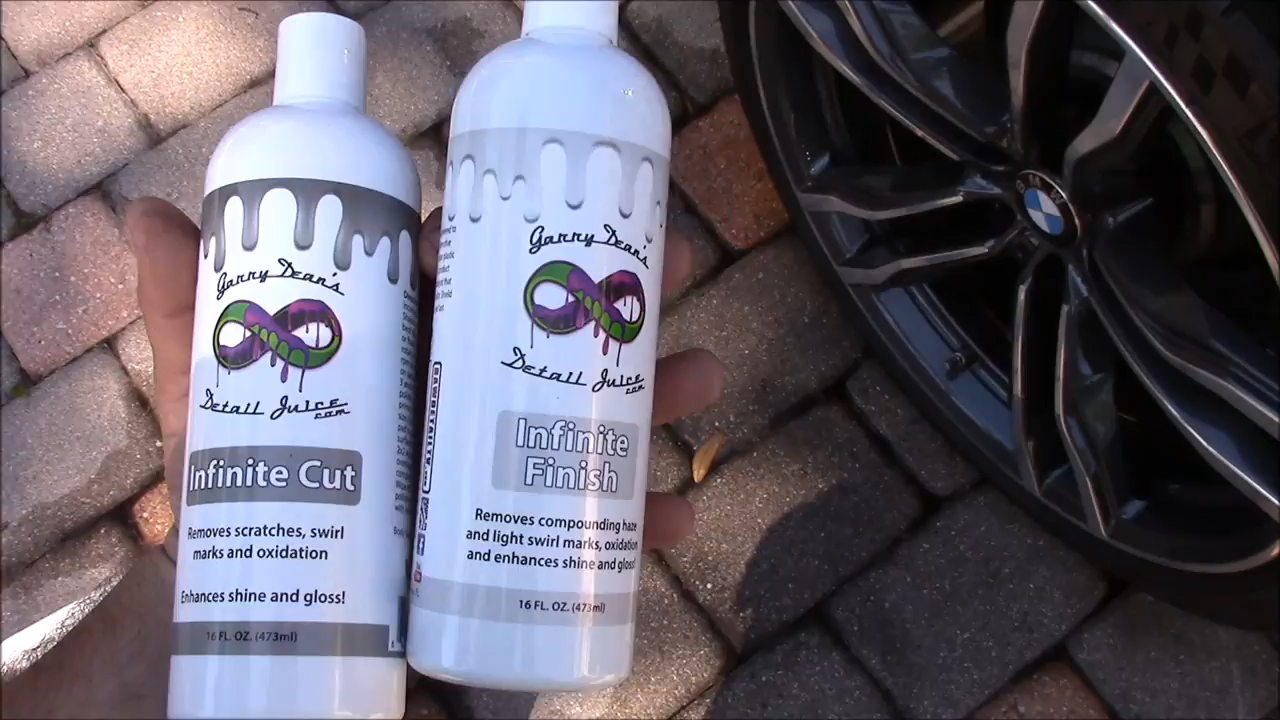 Garry Dean's
Detail Juice
.com
Infinite Cut
Removes scratches, swirl
marks and oxidation
Enhances shine and gloss!
16 FL. OZ. (473ml)
Garry Dean's
Detail Juice
.com
Infinite
Finish
Removes compounding haze
and light swirl marks, oxidation
and enhances shine and gloss!
16 FL. OZ. (473ml)
BMW